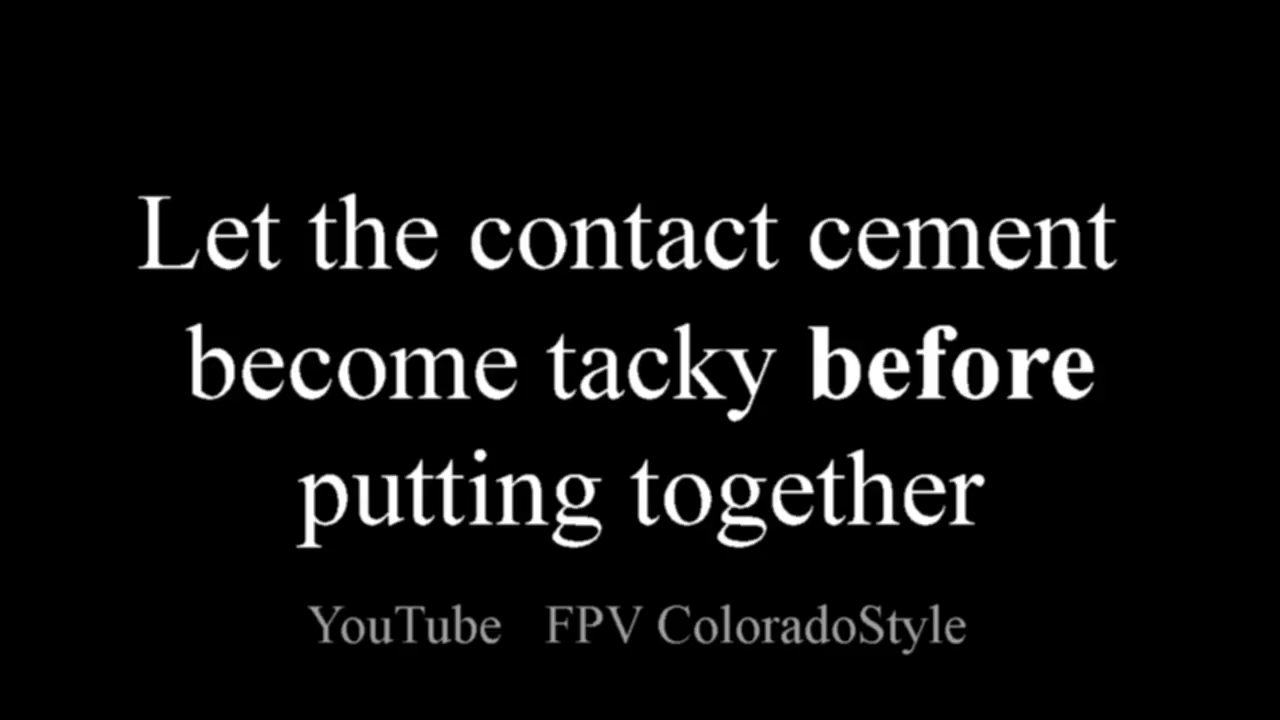 Let the contact cement
become tacky before
putting together
YouTube FPV ColoradoStyle